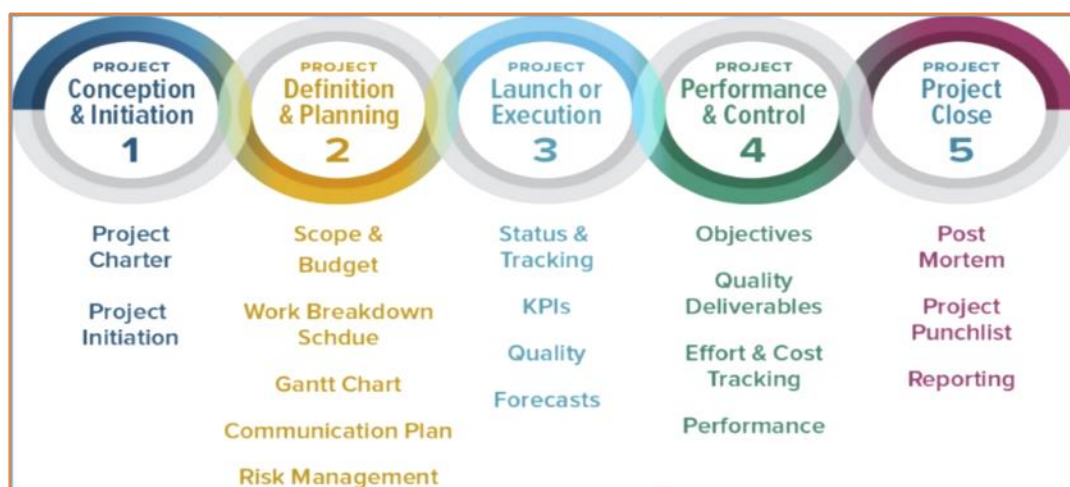 PROJECT
Conception
& Initiation
1
PROJECT
Definition
& Planning
2
PROJECT
Launch or
Execution
3
PROJECT
Performance
& Control
4
PROJECT
Project
Close
5
Project
Charter
Project
Initiation
Scope &
Budget
Work Breakdown
Schdue
Gantt Chart
Communication Plan
Risk Management
Status &
Tracking
KPIs
Quality
Forecasts
Objectives
Quality
Deliverables
Effort & Cost
Tracking
Performance
Post
Mortem
Project
Punchlist
Reporting